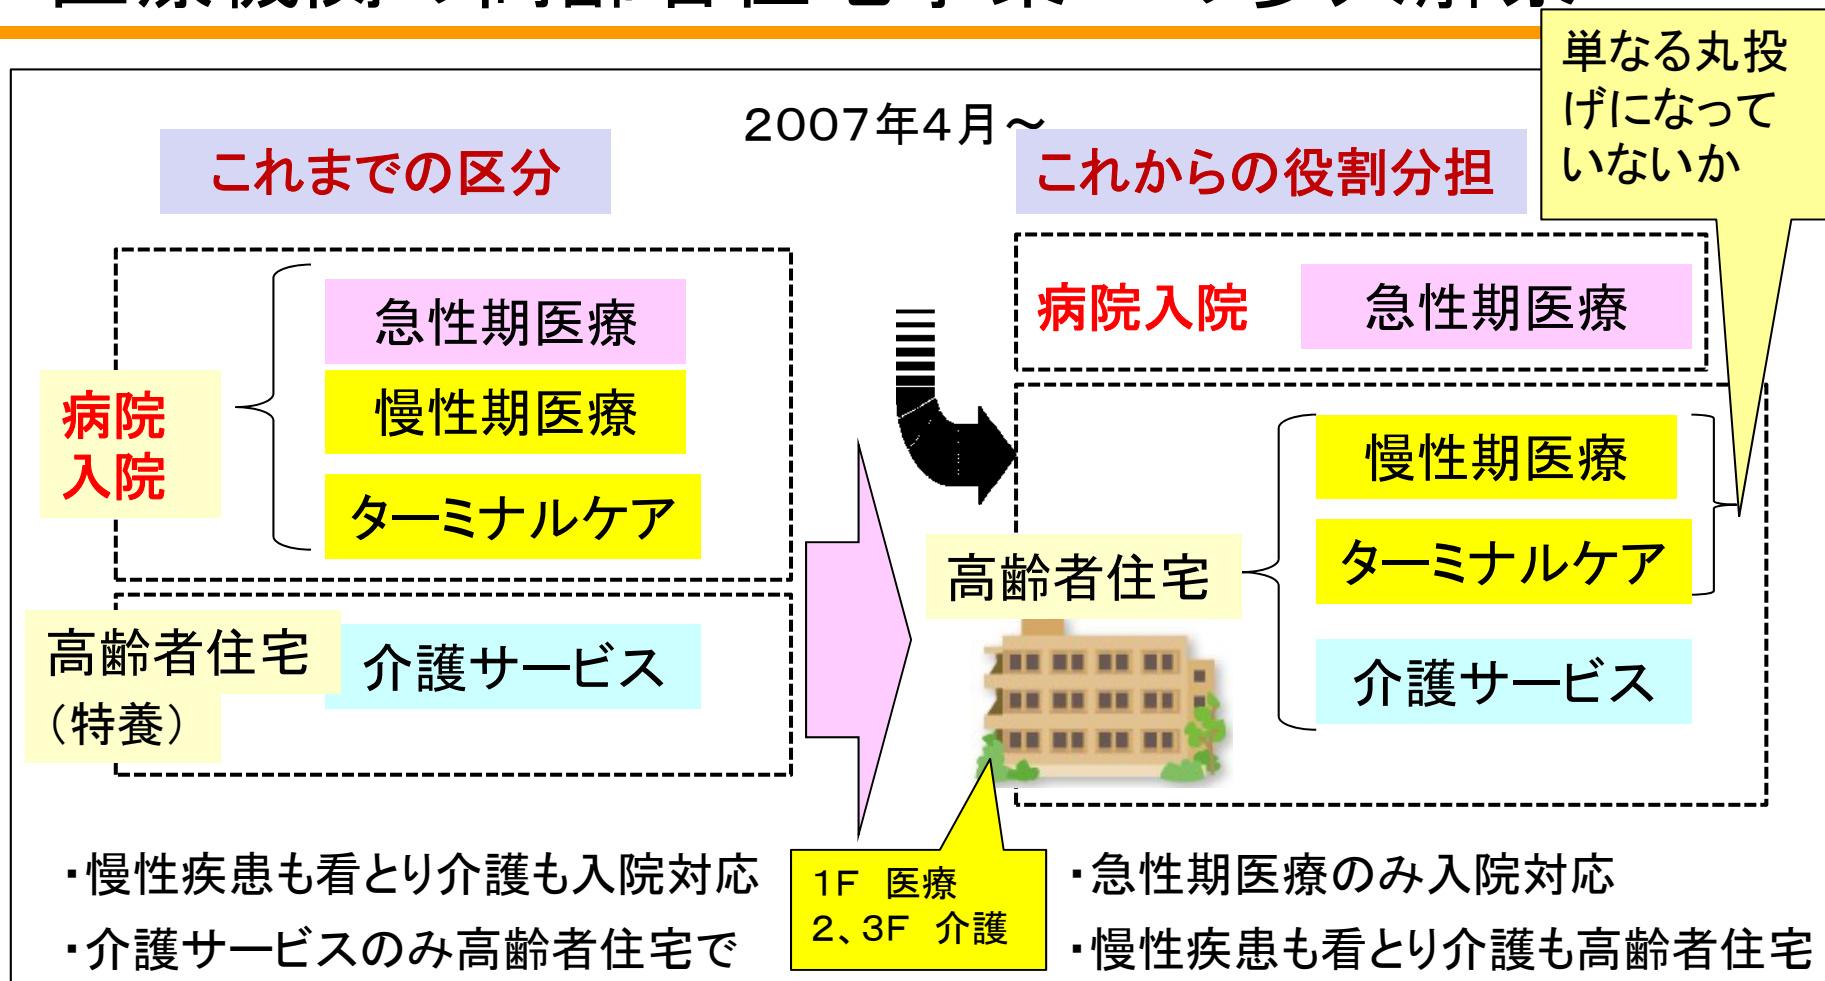 単なる丸投
げになって
いないか
2007年4月～
これまでの区分
急性期医療
慢性期医療
ターミナルケア
病院
入院
高齢者住宅
（特養）
介護サービス
・慢性疾患も看とり介護も入院対応
・介護サービスのみ高齢者住宅で
これからの役割分担
病院入院
急性期医療
慢性期医療
ターミナルケア
高齢者住宅
介護サービス
1F　医療
2、3F　介護
・急性期医療のみ入院対応
・慢性疾患も看とり介護も高齢者住宅